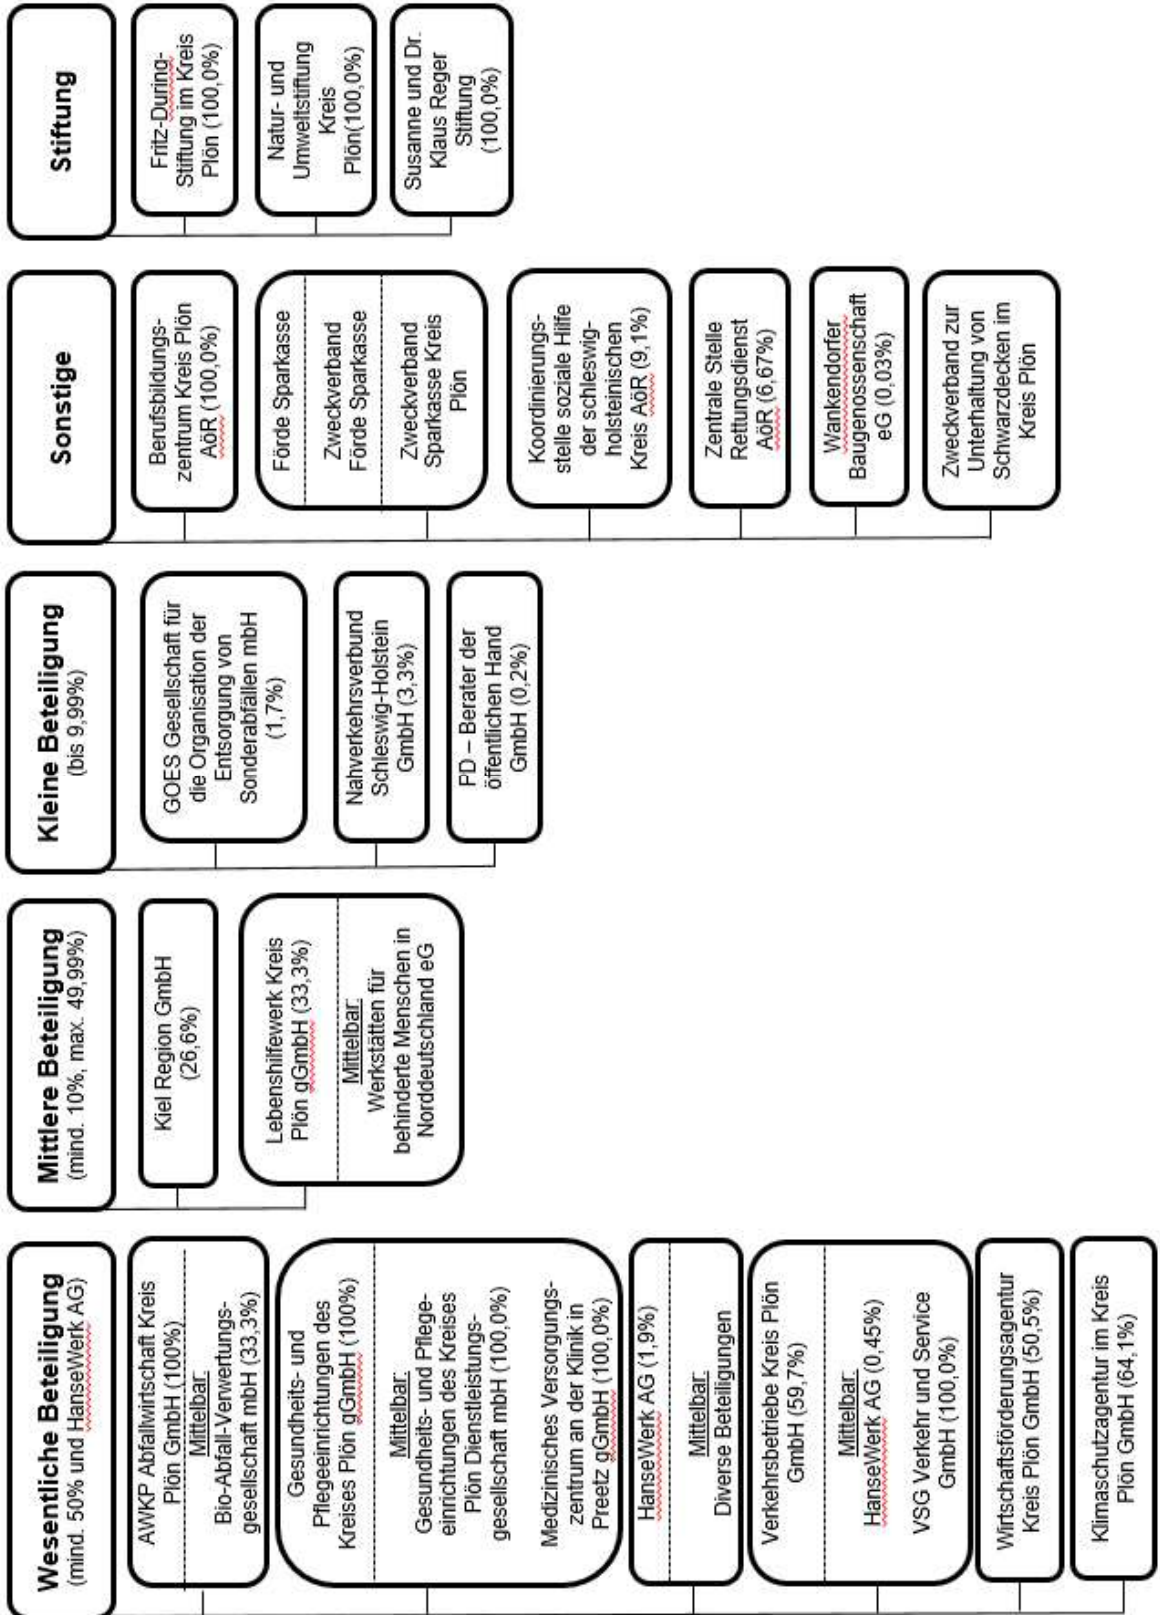 Wesentliche Beteiligung
(mind. 50% und HanseWerk AG)
AWKP Abfallwirtschaft Kreis
Plön GmbH (100%)
Mittelbar:
Bio-Abfall-Verwertungs-
gesellschaft mbH (33,3%)
Gesundheits- und
Pflegeeinrichtungen des
Kreises Plön gGmbH (100%)
Mittelbar:
Gesundheits- und Pflege-
einrichtungen des Kreises
Plön Dienstleistungs-
gesellschaft mbH (100,0%)
Medizinisches Versorgungs-
zentrum an der Klinik in
Preetz gGmbH (100,0%)
HanseWerk AG (1,9%)
Mittelbar:
Diverse Beteiligungen
Verkehrsbetriebe Kreis Plön
GmbH (59,7%)
Mittelbar:
HanseWerk AG (0,45%)
VSG Verkehr und Service
GmbH (100,0%)
Wirtschaftsförderungsagentur
Kreis Plön GmbH (50,5%)
Klimaschutzagentur im Kreis
Plön GmbH (64,1%)
Mittlere Beteiligung
(mind. 10%, max. 49,99%)
Kiel Region GmbH
(26,6%)
Lebenshilfewerk Kreis
Plön gGmbH (33,3%)
Mittelbar:
Werkstätten für
behinderte Menschen in
Norddeutschland eG
Kleine Beteiligung
(bis 9,99%)
GOES Gesellschaft für
die Organisation der
Entsorgung von
Sonderabfällen mbH
(1,7%)
Nahverkehrsverbund
Schleswig-Holstein
GmbH (3,3%)
PD – Berater der
öffentlichen Hand
GmbH (0,2%)
Sonstige
Berufsbildungs-
zentrum Kreis Plön
AöR (100,0%)
Förde Sparkasse
Zweckverband
Förde Sparkasse
Zweckverband
Sparkasse Kreis
Plön
Koordinierungs-
stelle soziale Hilfe
der schleswig-
holsteinischen
Kreis AöR (9,1%)
Zentrale Stelle
Rettungsdienst
AöR (6,67%)
Wankendorfer
Baugenossenschaft
eG (0,03%)
Zweckverband zur
Unterhaltung von
Schwarzdecken im
Kreis Plön
Stiftung
Fritz-During-
Stiftung im Kreis
Plön (100,0%)
Natur- und
Umweltstiftung
Kreis
Plön(100,0%)
Susanne und Dr.
Klaus Reger
Stiftung
(100,0%)